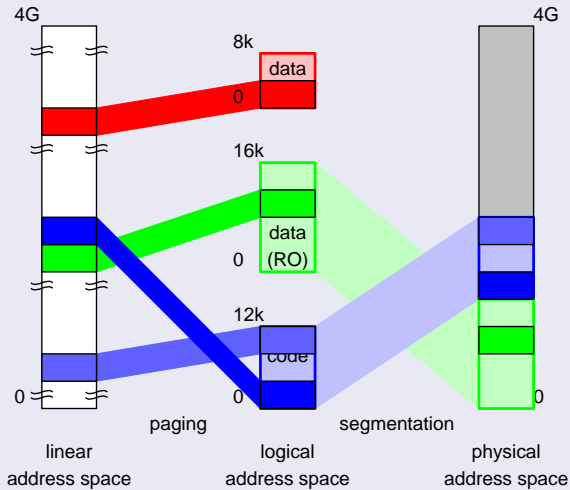 4G
4G
8k
data
0
16k
data
0
(RO)
12k
code
0
0
0
paging
segmentation
linear
address space
logical
address space
physical
address space